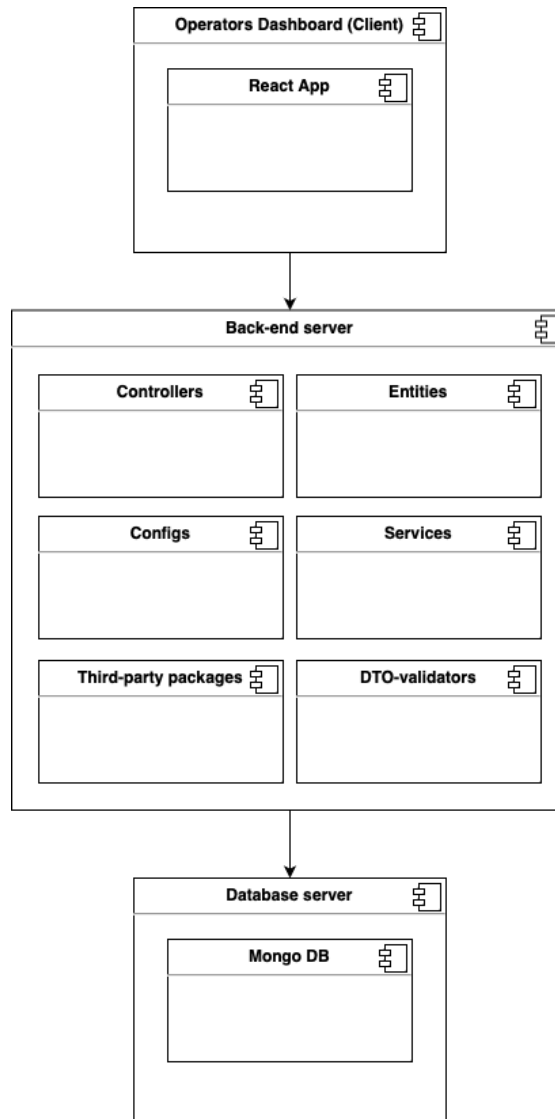 Operators Dashboard (Client)
React App
Back-end server
Controllers
Entities
Configs
Services
Third-party packages
DTO-validators
Database server
Mongo DB